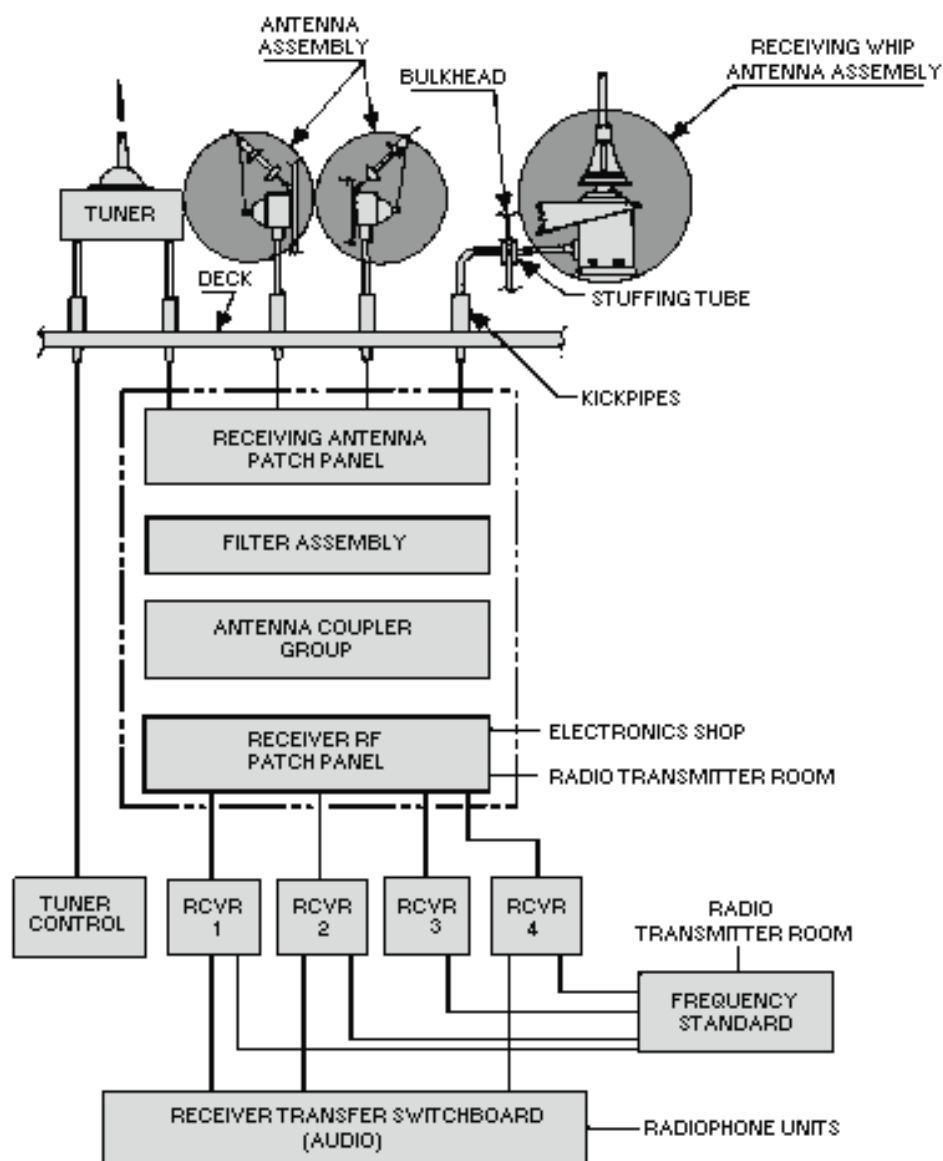 ANTENNA
ASSEMBLY
BULKHEAD
RECEIVING WHIP
ANTENNA ASSEMBLY
TUNER
DECK
STUFFING TUBE
KICKPIPES
RECEIVING ANTENNA
PATCH PANEL
FILTER ASSEMBLY
ANTENNA COUPLER
GROUP
RECEIVER RF
PATCH PANEL
ELECTRONICS SHOP
RADIO TRANSMITTER ROOM
TUNER
CONTROL
RCVR
1
RCVR
2
RCVR
3
RCVR
4
RADIO
TRANSMITTER ROOM
FREQUENCY
STANDARD
RECEIVER TRANSFER SWITCHBOARD
(AUDIO)
RADIOPHONE UNITS